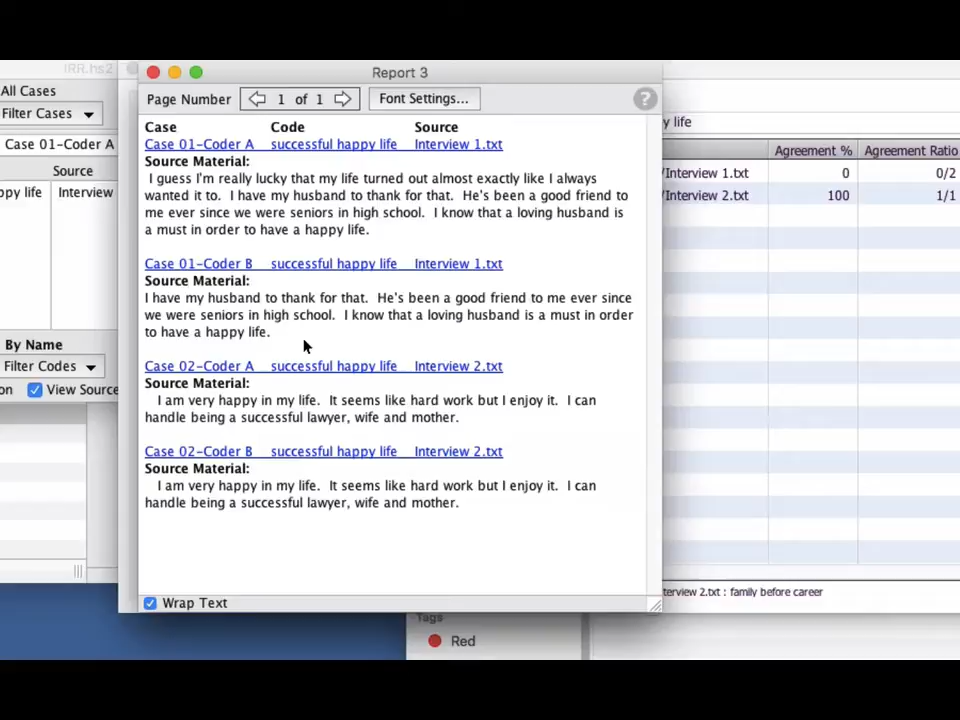 IRR.hs2
Report 3
All Cases
Page Number
1 of 1
Font Settings...
?
Filter Cases
y life
Case Code Source
Case 01-Coder A
Case 01-Coder A successful happy life Interview 1.txt
Agreement % Agreement Ratio
Source Material:
Source
I guess I'm really lucky that my life turned out almost exactly like I always
wanted it to. I have my husband to thank for that. He's been a good friend to
me ever since we were seniors in high school. I know that a loving husband is
a must in order to have a happy life.
/Interview 1.txt 0 0/2
/Interview 2.txt 100 1/1
ppy life Interview
Case 01-Coder B successful happy life Interview 1.txt
Source Material:
I have my husband to thank for that. He's been a good friend to me ever since
we were seniors in high school. I know that a loving husband is a must in order
to have a happy life.
By Name
Filter Codes
on View Source
Case 02-Coder A successful happy life Interview 2.txt
Source Material:
I am very happy in my life. It seems like hard work but I enjoy it. I can
handle being a successful lawyer, wife and mother.
Case 02-Coder B successful happy life Interview 2.txt
Source Material:
I am very happy in my life. It seems like hard work but I enjoy it. I can
handle being a successful lawyer, wife and mother.
Wrap Text
terview 2.txt : family before career
Tags
Red